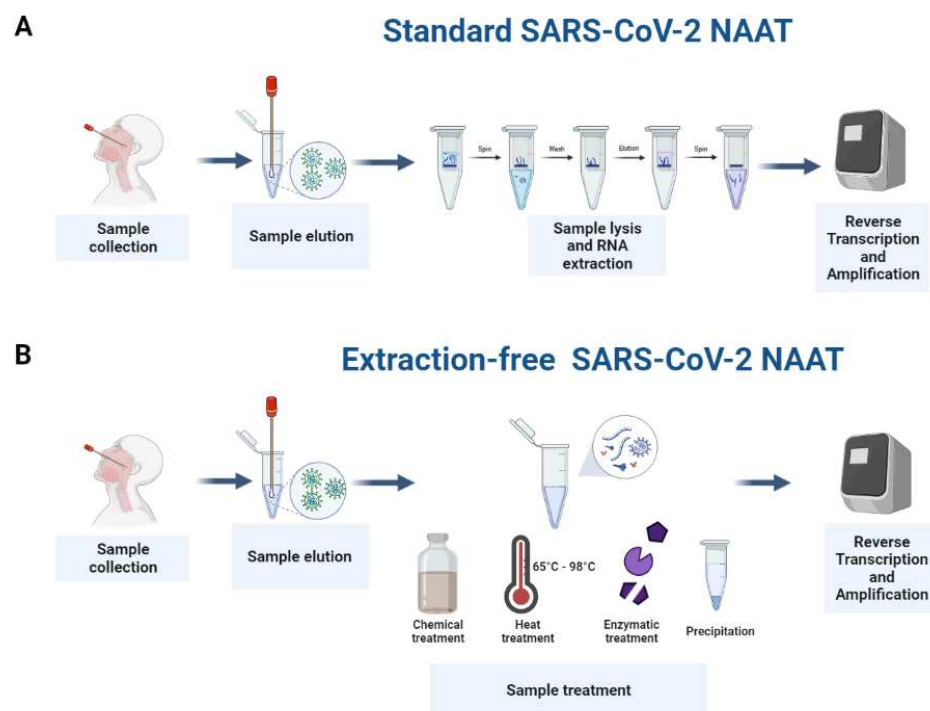 A
Standard SARS-CoV-2 NAAT
Spin
Wash
Elution
Spin
Sample
collection
Sample elution
Sample lysis
and RNA
extraction
Reverse
Transcription
and
Amplification
B
Extraction-free SARS-CoV-2 NAAT
Sample
collection
Sample elution
65°C - 98°C
Chemical
treatment
Heat
treatment
Enzymatic
treatment
Precipitation
Sample treatment
Reverse
Transcription
and
Amplification